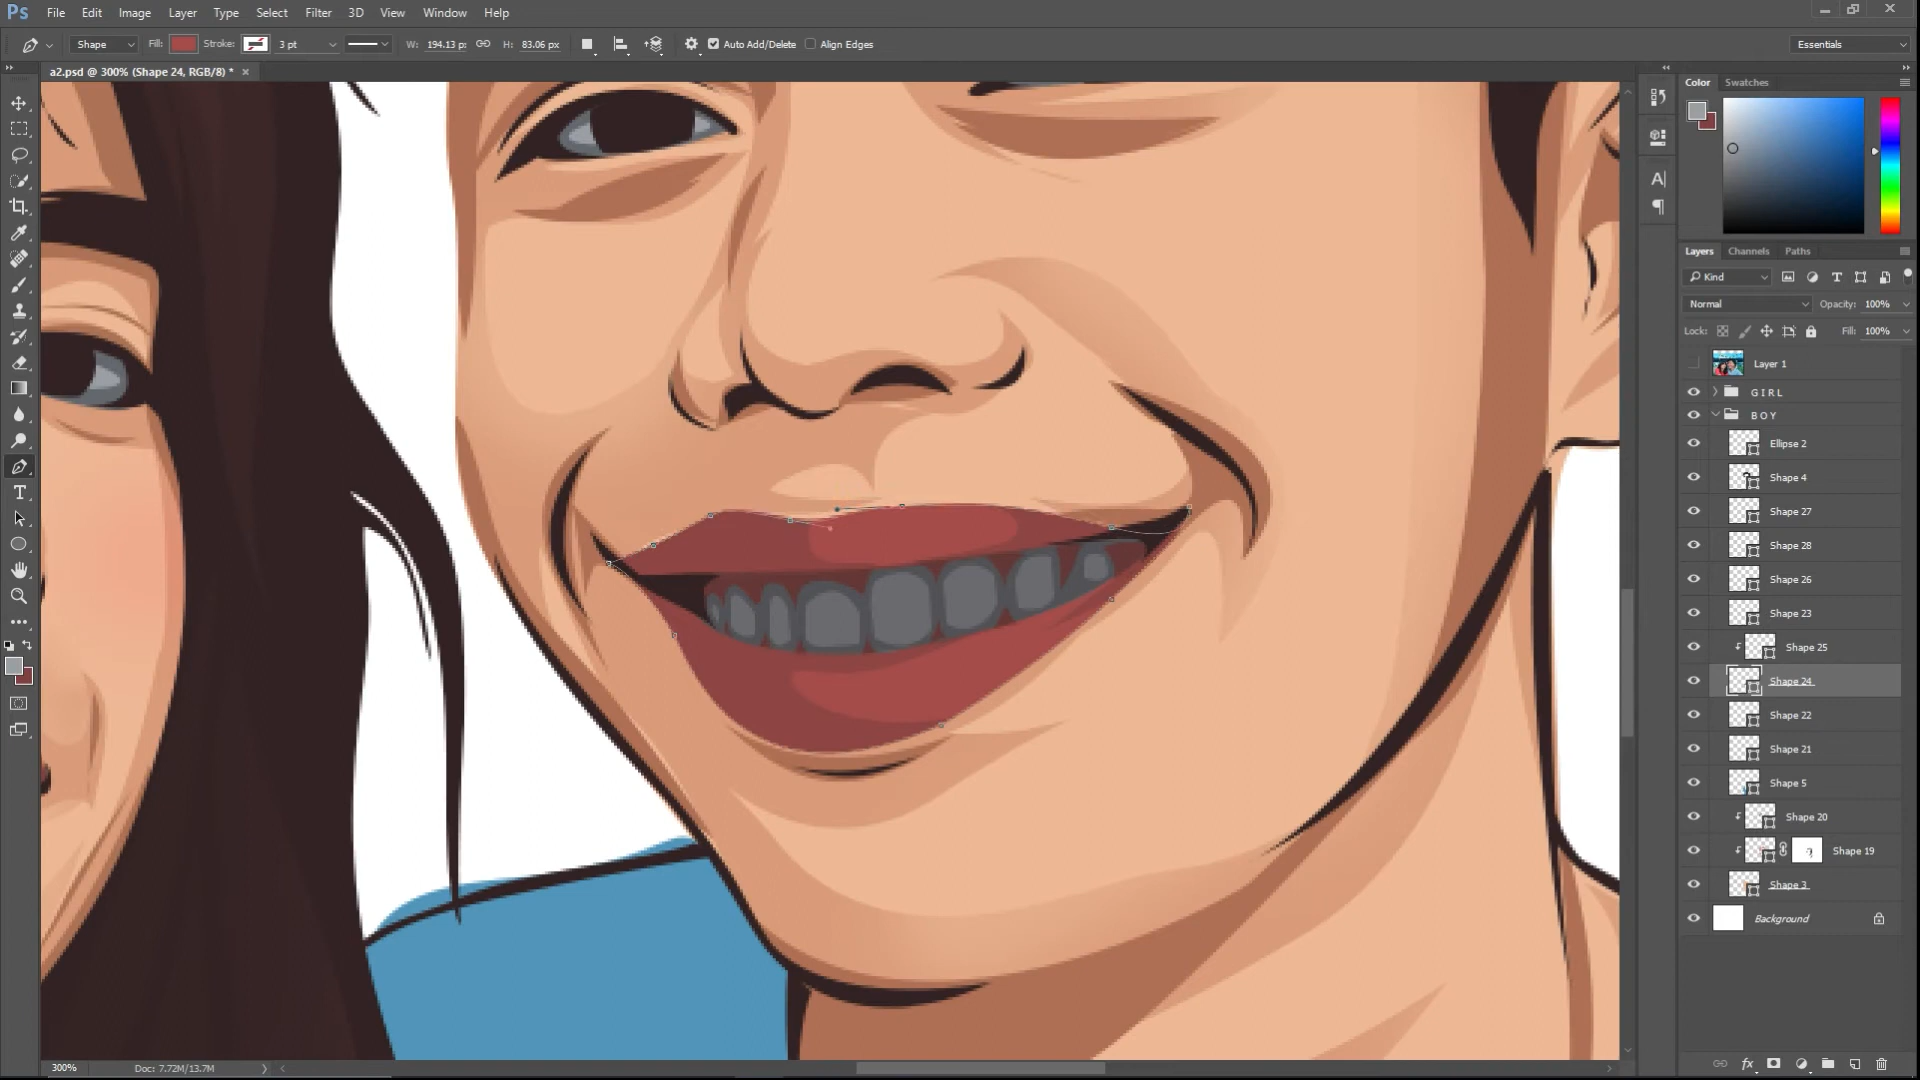 Ps File Edit Image Layer Type Select Filter 3D View Window Help
Shape Fill: Stroke: 3 pt W: 194.13 p: H: 83.06 px Auto Add/Delete Align Edges Essentials
a2.psd @ 300% (Shape 24, RGB/8) *
Color Swatches
Layers Channels Paths
Kind
Normal Opacity: 100%
Lock: Fill: 100%
Layer 1
GIRL
BOY
Ellipse 2
Shape 4
Shape 27
Shape 28
Shape 26
Shape 23
Shape 25
Shape 24
Shape 22
Shape 21
Shape 5
Shape 20
Shape 19
Shape 3
Background
fx
300% Doc: 7.72M/13.7M